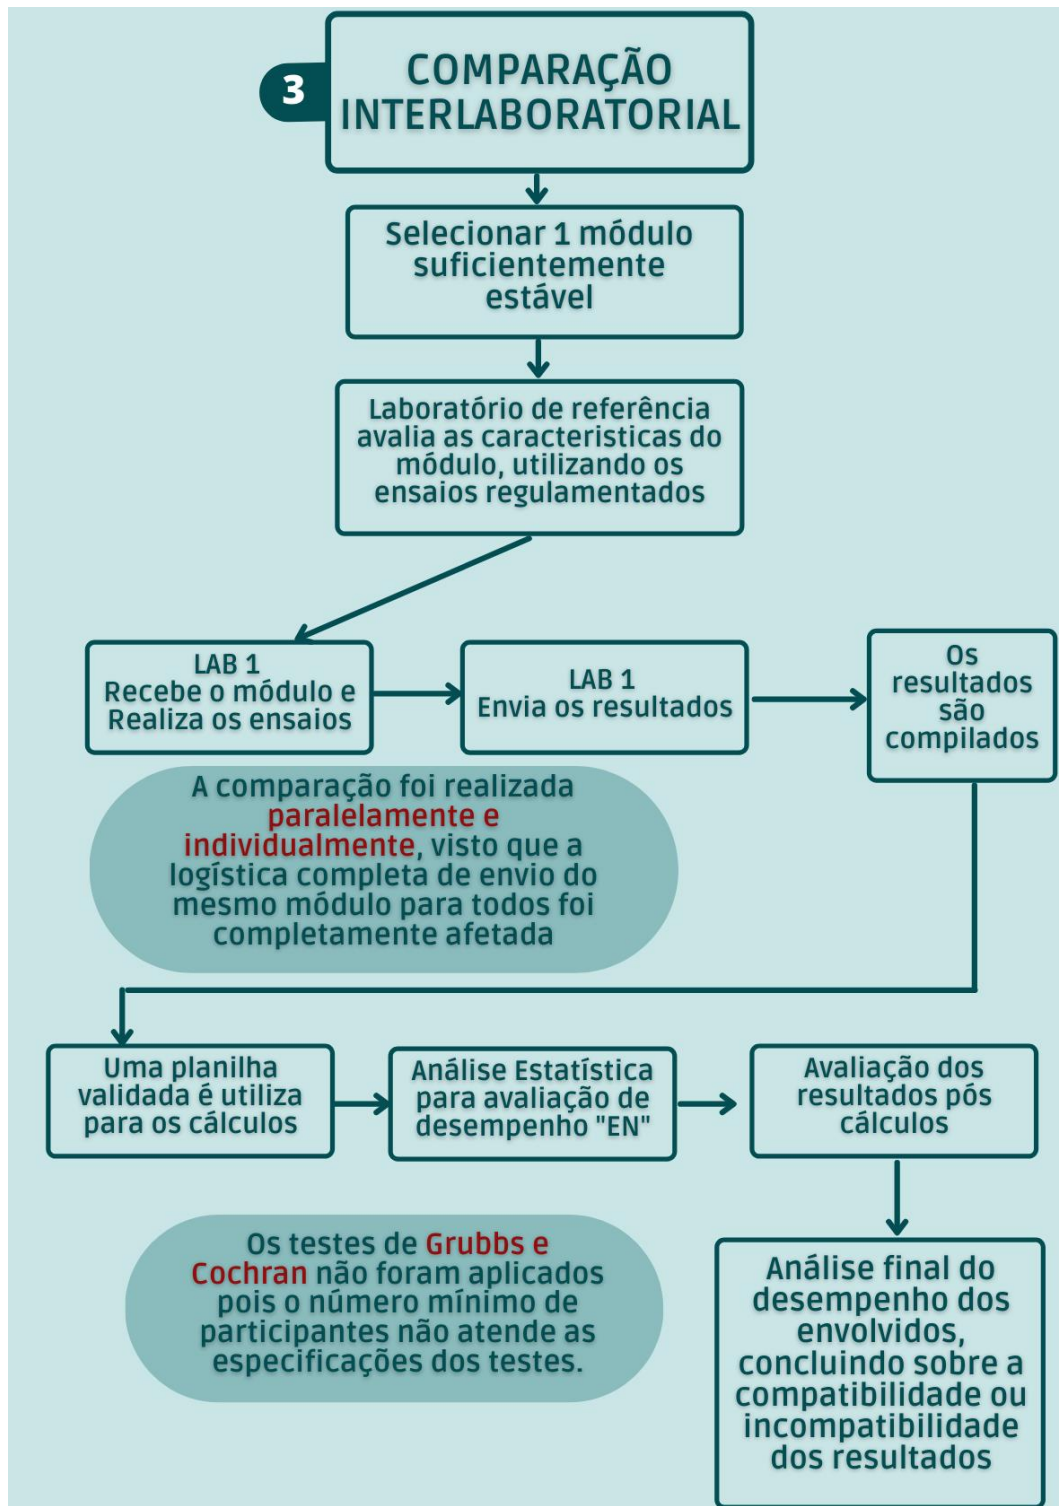 3
COMPARAÇÃO
INTERLABORATORIAL
Selecionar 1 módulo
suficientemente
estável
Laboratório de referência
avalia as caracteristicas do
módulo, utilizando os
ensaios regulamentados
LAB 1
Recebe o módulo e
Realiza os ensaios
LAB 1
Envia os resultados
Os
resultados
são
compilados
A comparação foi realizada
paralelamente e
individualmente, visto que a
logística completa de envio do
mesmo módulo para todos foi
completamente afetada
Uma planilha
validada é utiliza
para os cálculos
Análise Estatística
para avaliação de
desempenho "EN"
Avaliação dos
resultados pós
cálculos
Os testes de Grubbs e
Cochran não foram aplicados
pois o número mínimo de
participantes não atende as
especificações dos testes.
Análise final do
desempenho dos
envolvidos,
concluindo sobre a
compatibilidade ou
incompatibilidade
dos resultados